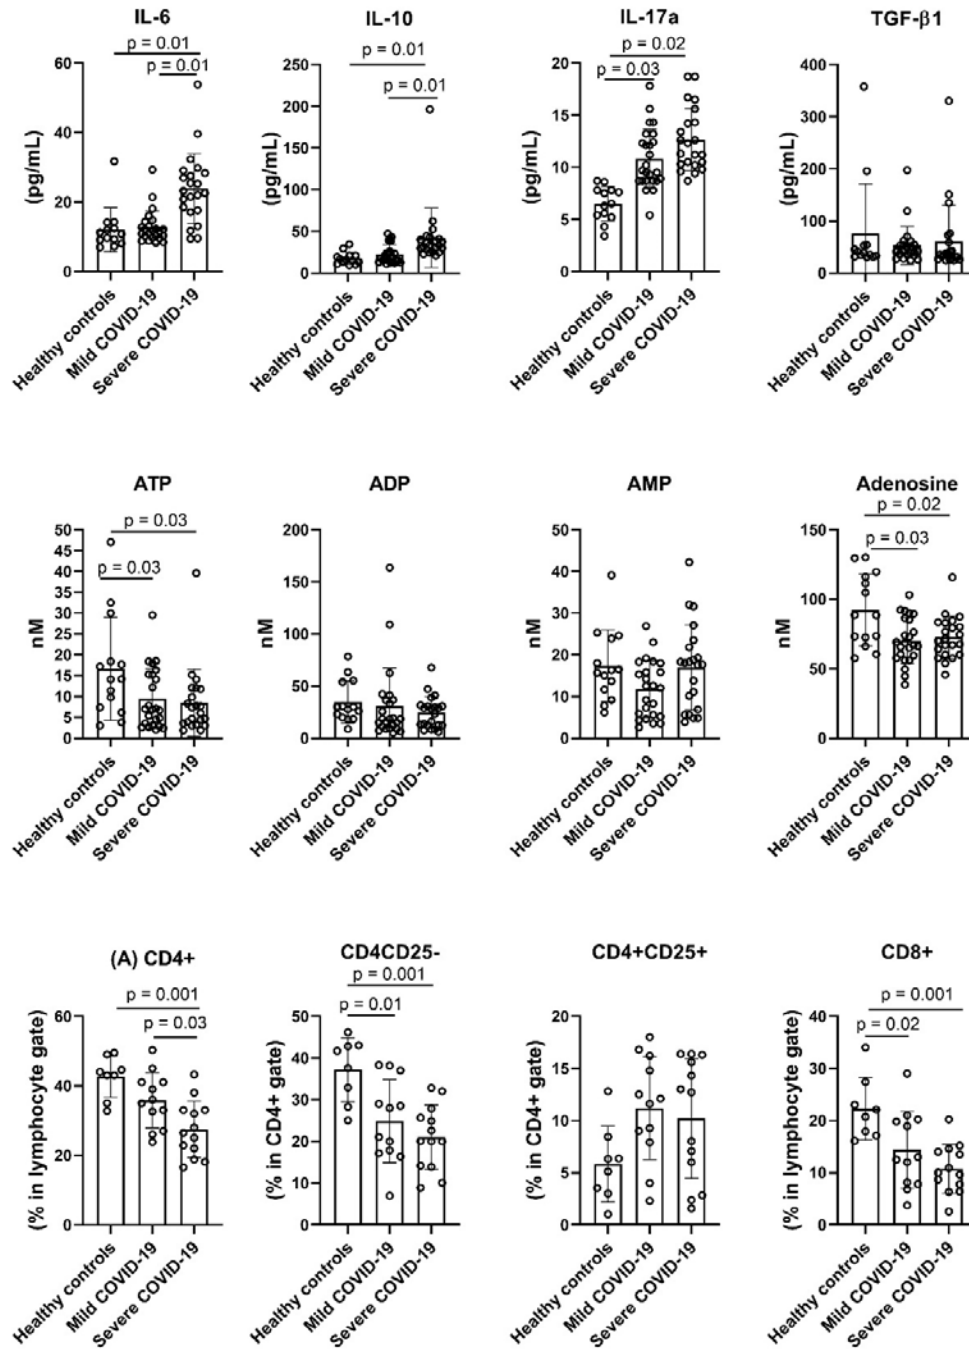 IL-6
p = 0.01
p = 0.01
(pg/mL)
60
40
20
0
Healthy controls
Mild COVID-19
Severe COVID-19
IL-10
p = 0.01
p = 0.01
(pg/mL)
250
200
150
100
50
0
Healthy controls
Mild COVID-19
Severe COVID-19
IL-17a
p = 0.02
p = 0.03
(pg/mL)
20
15
10
5
0
Healthy controls
Mild COVID-19
Severe COVID-19
TGF-β1
(pg/mL)
400
300
200
100
0
Healthy controls
Mild COVID-19
Severe COVID-19
ATP
p = 0.03
p = 0.03
nM
50
45
40
35
30
25
20
15
10
5
0
Healthy controls
Mild COVID-19
Severe COVID-19
ADP
nM
200
150
100
50
0
Healthy controls
Mild COVID-19
Severe COVID-19
AMP
nM
50
40
30
20
10
0
Healthy controls
Mild COVID-19
Severe COVID-19
Adenosine
p = 0.02
p = 0.03
nM
150
100
50
0
Healthy controls
Mild COVID-19
Severe COVID-19
(A) CD4+
p = 0.001
p = 0.03
(% in lymphocyte gate)
60
40
20
0
Healthy controls
Mild COVID-19
Severe COVID-19
CD4CD25-
p = 0.001
p = 0.01
(% in CD4+ gate)
50
40
30
20
10
0
Healthy controls
Mild COVID-19
Severe COVID-19
CD4+CD25+
(% in CD4+ gate)
20
15
10
5
0
Healthy controls
Mild COVID-19
Severe COVID-19
CD8+
p = 0.001
p = 0.02
(% in lymphocyte gate)
40
30
20
10
0
Healthy controls
Mild COVID-19
Severe COVID-19